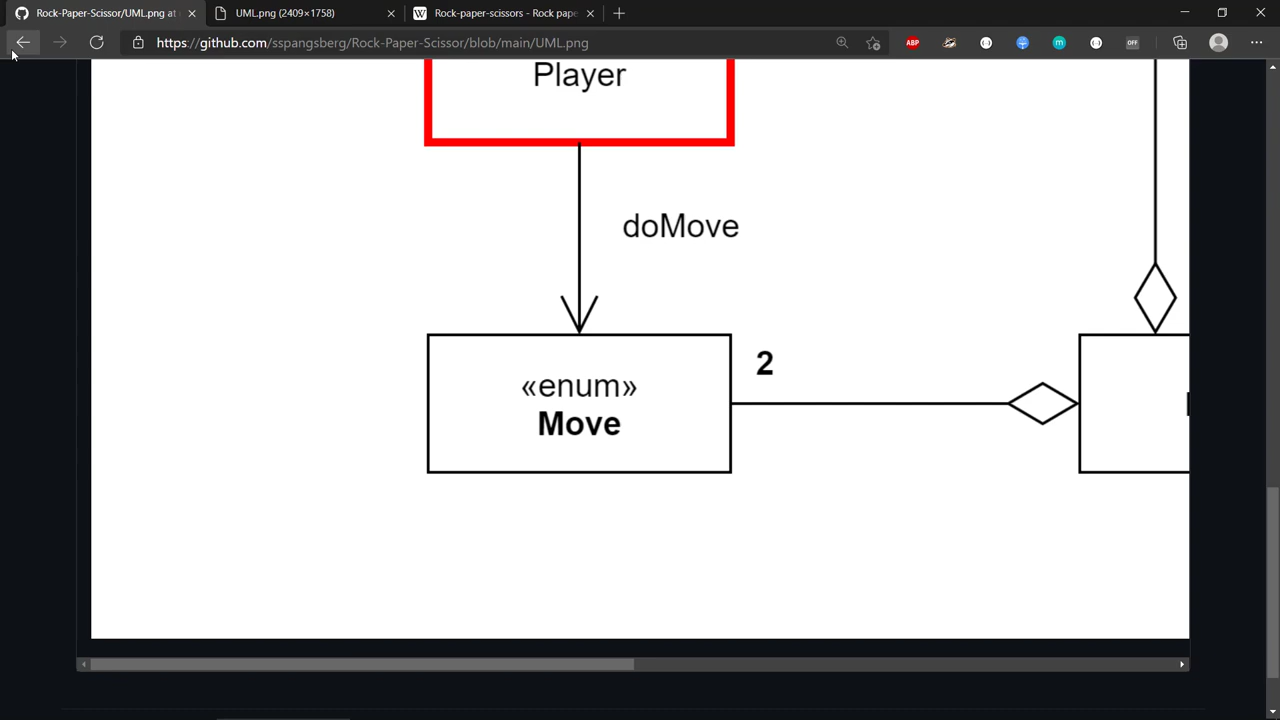 Rock-Paper-Scissor/UML.png at
UML.png (2409×1758)
W Rock-paper-scissors - Rock pape
https://github.com/sspangsberg/Rock-Paper-Scissor/blob/main/UML.png
ABP
m
OFF
Player
doMove
2
«enum»
Move